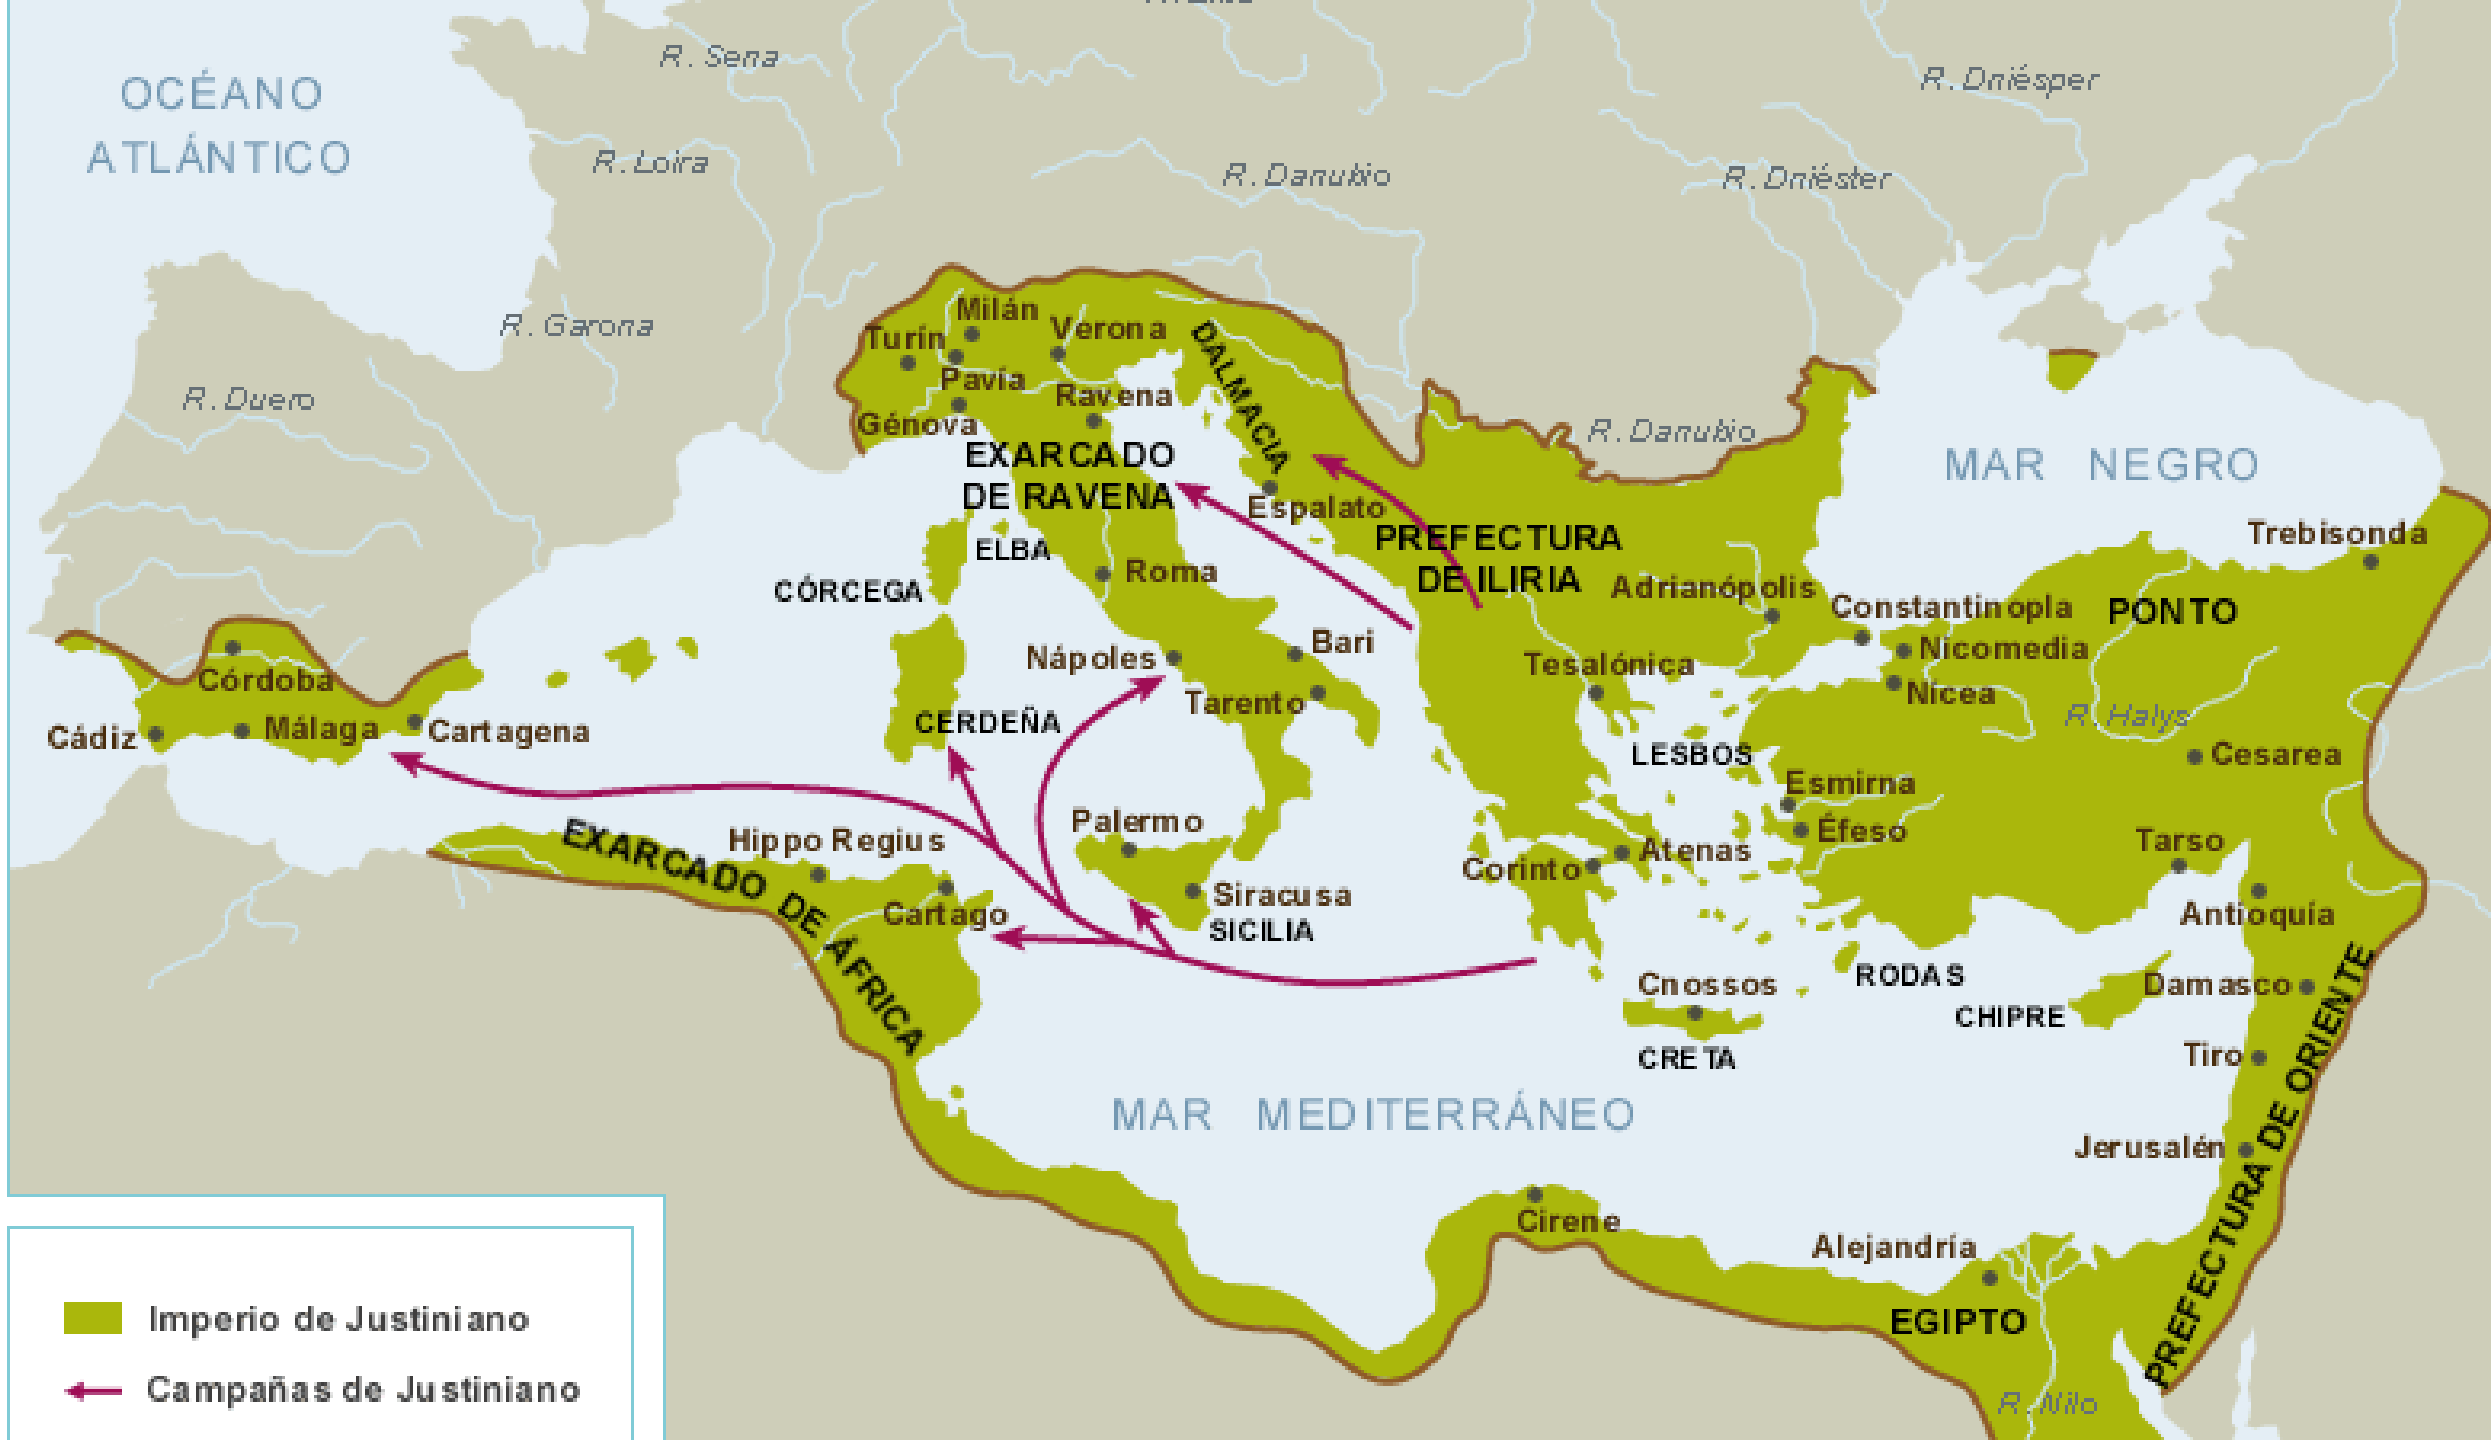 R. Sena
OCÉANO
ATLÁNTICO
R. Dniésper
R. Loira
R. Danubio
R. Dniéster
Milán
R. Garona
Turín
Verona
DALMACIA
Pavía
R. Duero
Ravena
Génova
R. Danubio
EXARCADO
DE RAVENA
MAR NEGRO
Espalato
PREFECTURA
DE ILIRIA
Trebisonda
ELBA
Roma
CÓRCEGA
Adrianópolis
Constantinopla
PONTO
Bari
Nápoles
Nicomedia
Tesalónica
Córdoba
Nícea
Tarento
R. Halys
CERDEÑA
Cádiz
Málaga
Cartagena
LESBOS
Cesarea
Esmirna
Palermo
Éfeso
Hippo Regius
EXARCADO DE ÁFRICA
Tarso
Atenas
Corinto
Siracusa
Cartago
SICILIA
Antioquía
RODAS
Cnossos
Damasco
CHIPRE
CRETA
Tiro
PREFECTURA DE ORIENTE
MAR MEDITERRÁNEO
Jerusalén
Cirene
Alejandría
EGIPTO
R. Nilo
Imperio de Justiniano
Campañas de Justiniano